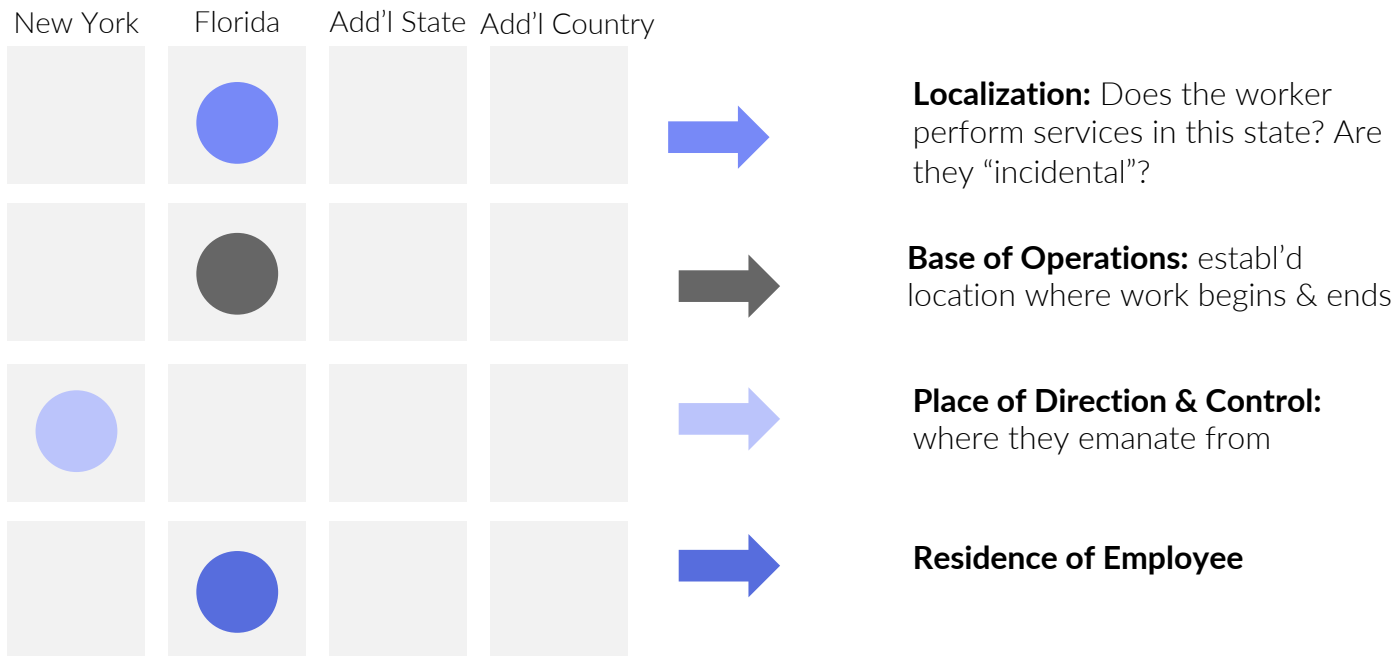 New York Florida Add’l State Add’l Country
Localization: Does the worker
perform services in this state? Are
they “incidental”?
Base of Operations: establ’d
location where work begins & ends
Place of Direction & Control:
where they emanate from
Residence of Employee